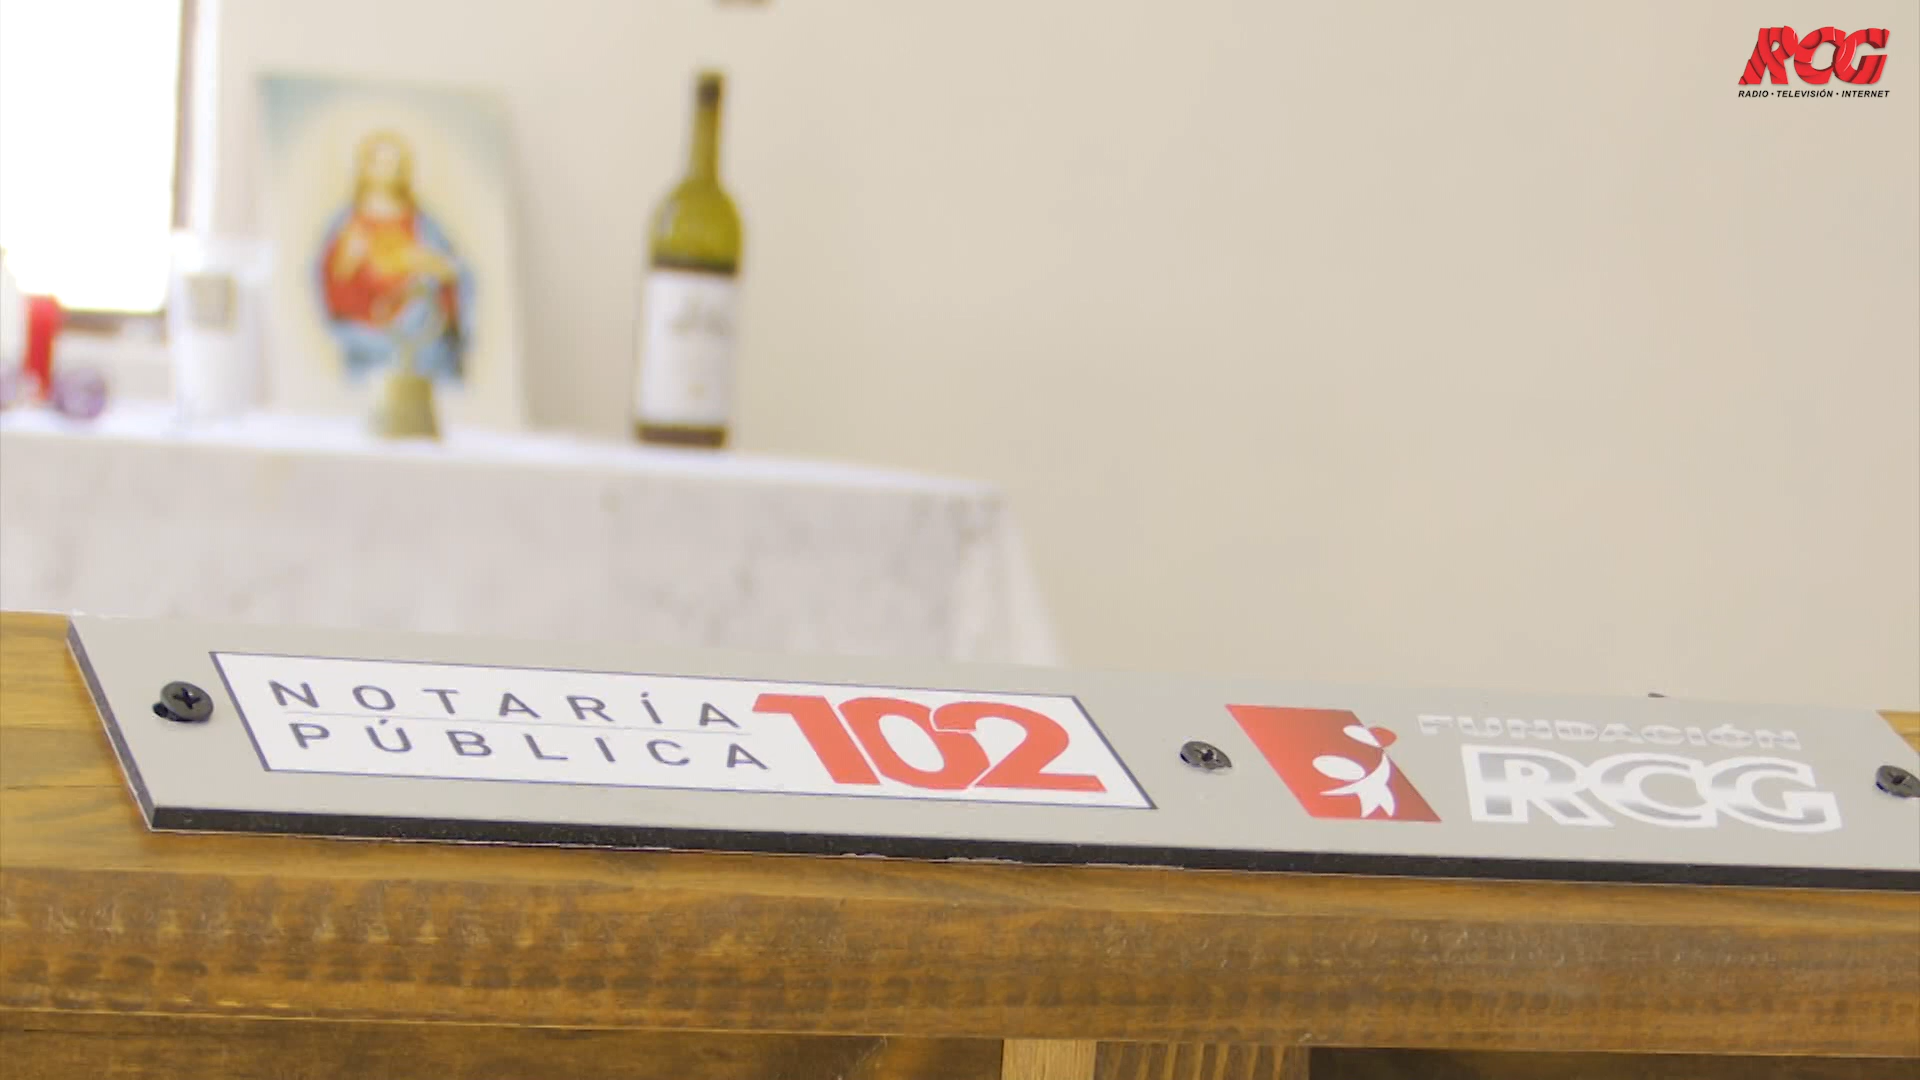 RCG
RADIO • TELEVISIÓN • INTERNET
NOTARÍA
PÚBLICA
102
FUNDACIÓN
RCG